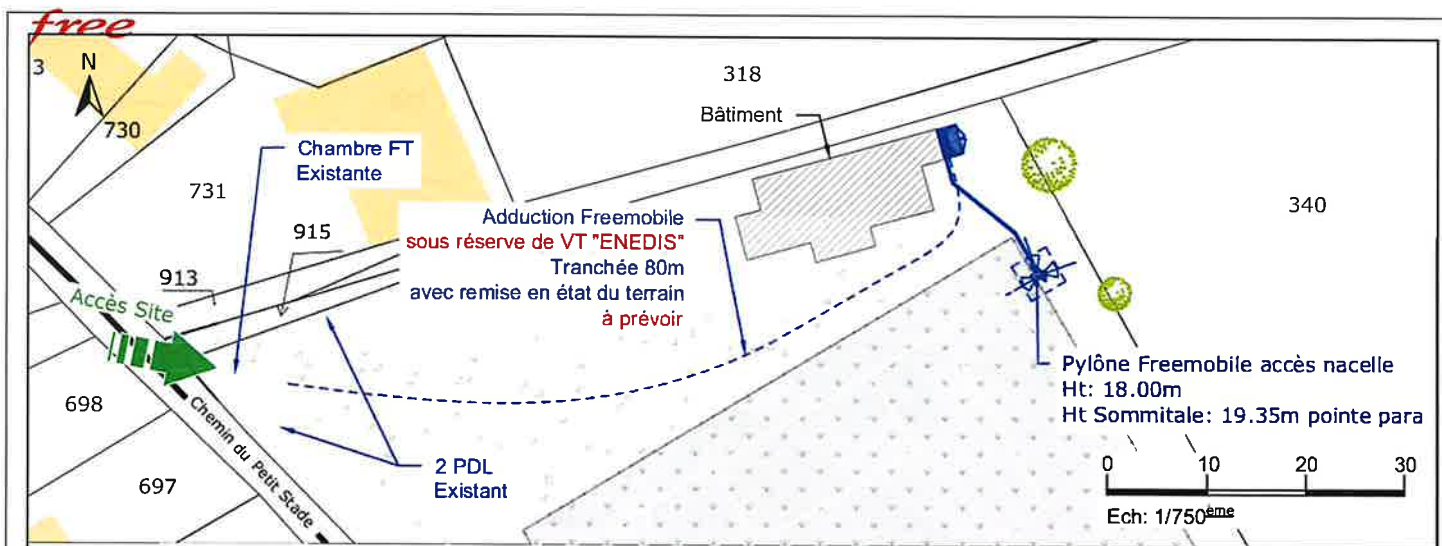 free
N
3
730
318
Bâtiment
Chambre FT
Existante
731
340
915
Adduction Freemobile
sous réserve de VT "ENEDIS"
Tranchée 80m
avec remise en état du terrain
à prévoir
913
Accès Site
Pylône Freemobile accès nacelle
Ht: 18.00m
Ht Sommitale: 19.35m pointe para
698
Chemin du Petit Stade
2 PDL
Existant
697
0 10 20 30
Ech: 1/750ème